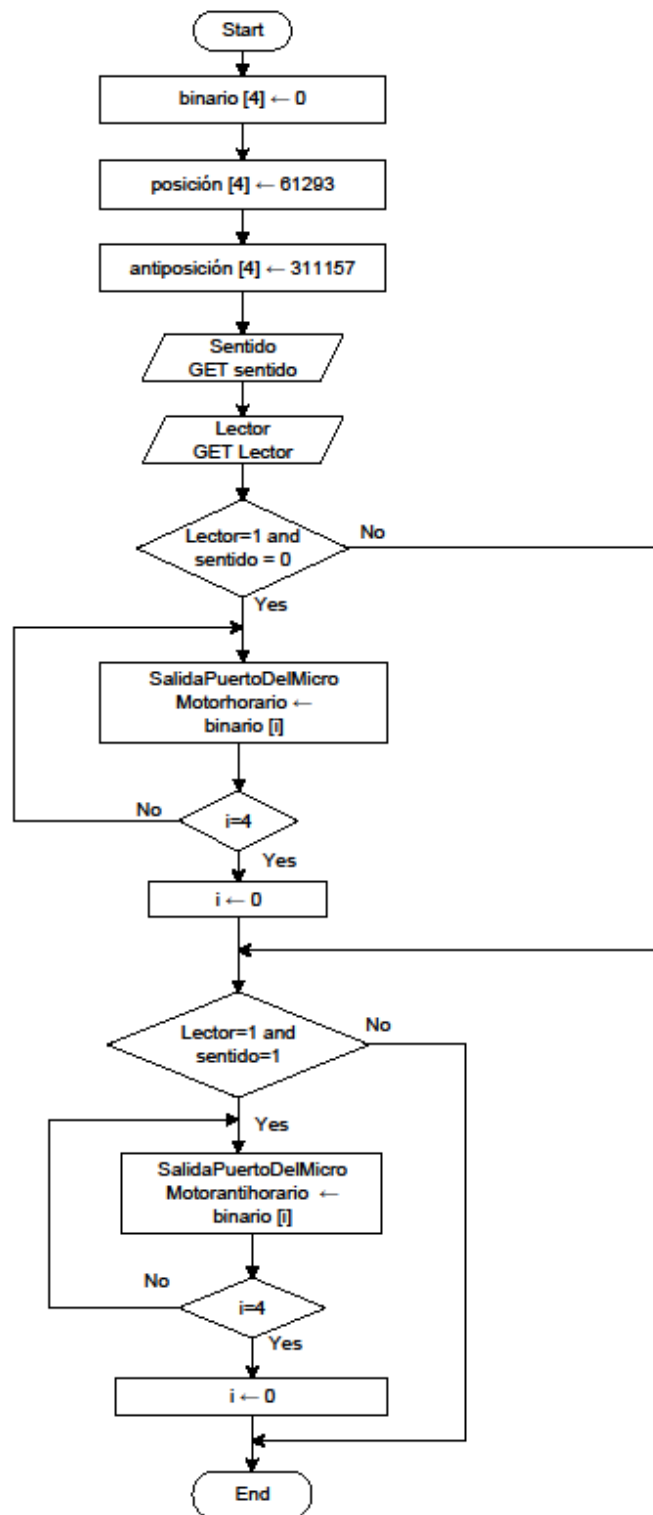 Start
binario [4] ← 0
posición [4] ← 61293
antiposición [4] ← 311157
Sentido
GET sentido
Lector
GET Lector
Lector=1 and
sentido = 0
No
Yes
SalidaPuertoDelMicro
Motorhorario ←
binario [i]
No
i=4
Yes
i ← 0
Lector=1 and
sentido=1
No
Yes
SalidaPuertoDelMicro
Motorantihorario ←
binario [i]
No
i=4
Yes
i ← 0
End